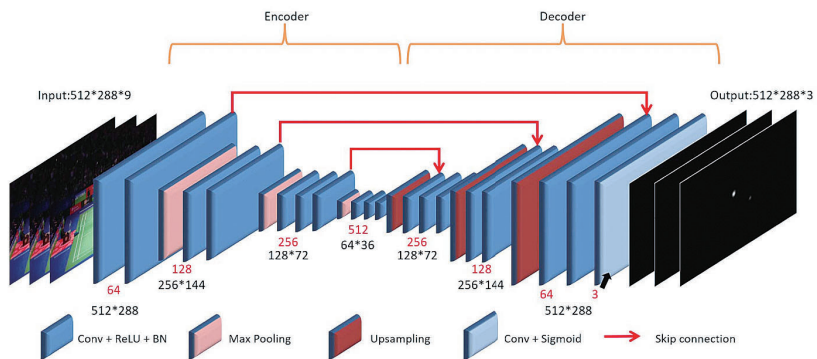 Encoder
Decoder
Input:512*288*9
Output:512*288*3
64
512*288
128
256*144
256
128*72
512
64*36
256
128*72
128
256*144
64
3
512*288
Conv + ReLU + BN
Max Pooling
Upsampling
Conv + Sigmoid
Skip connection